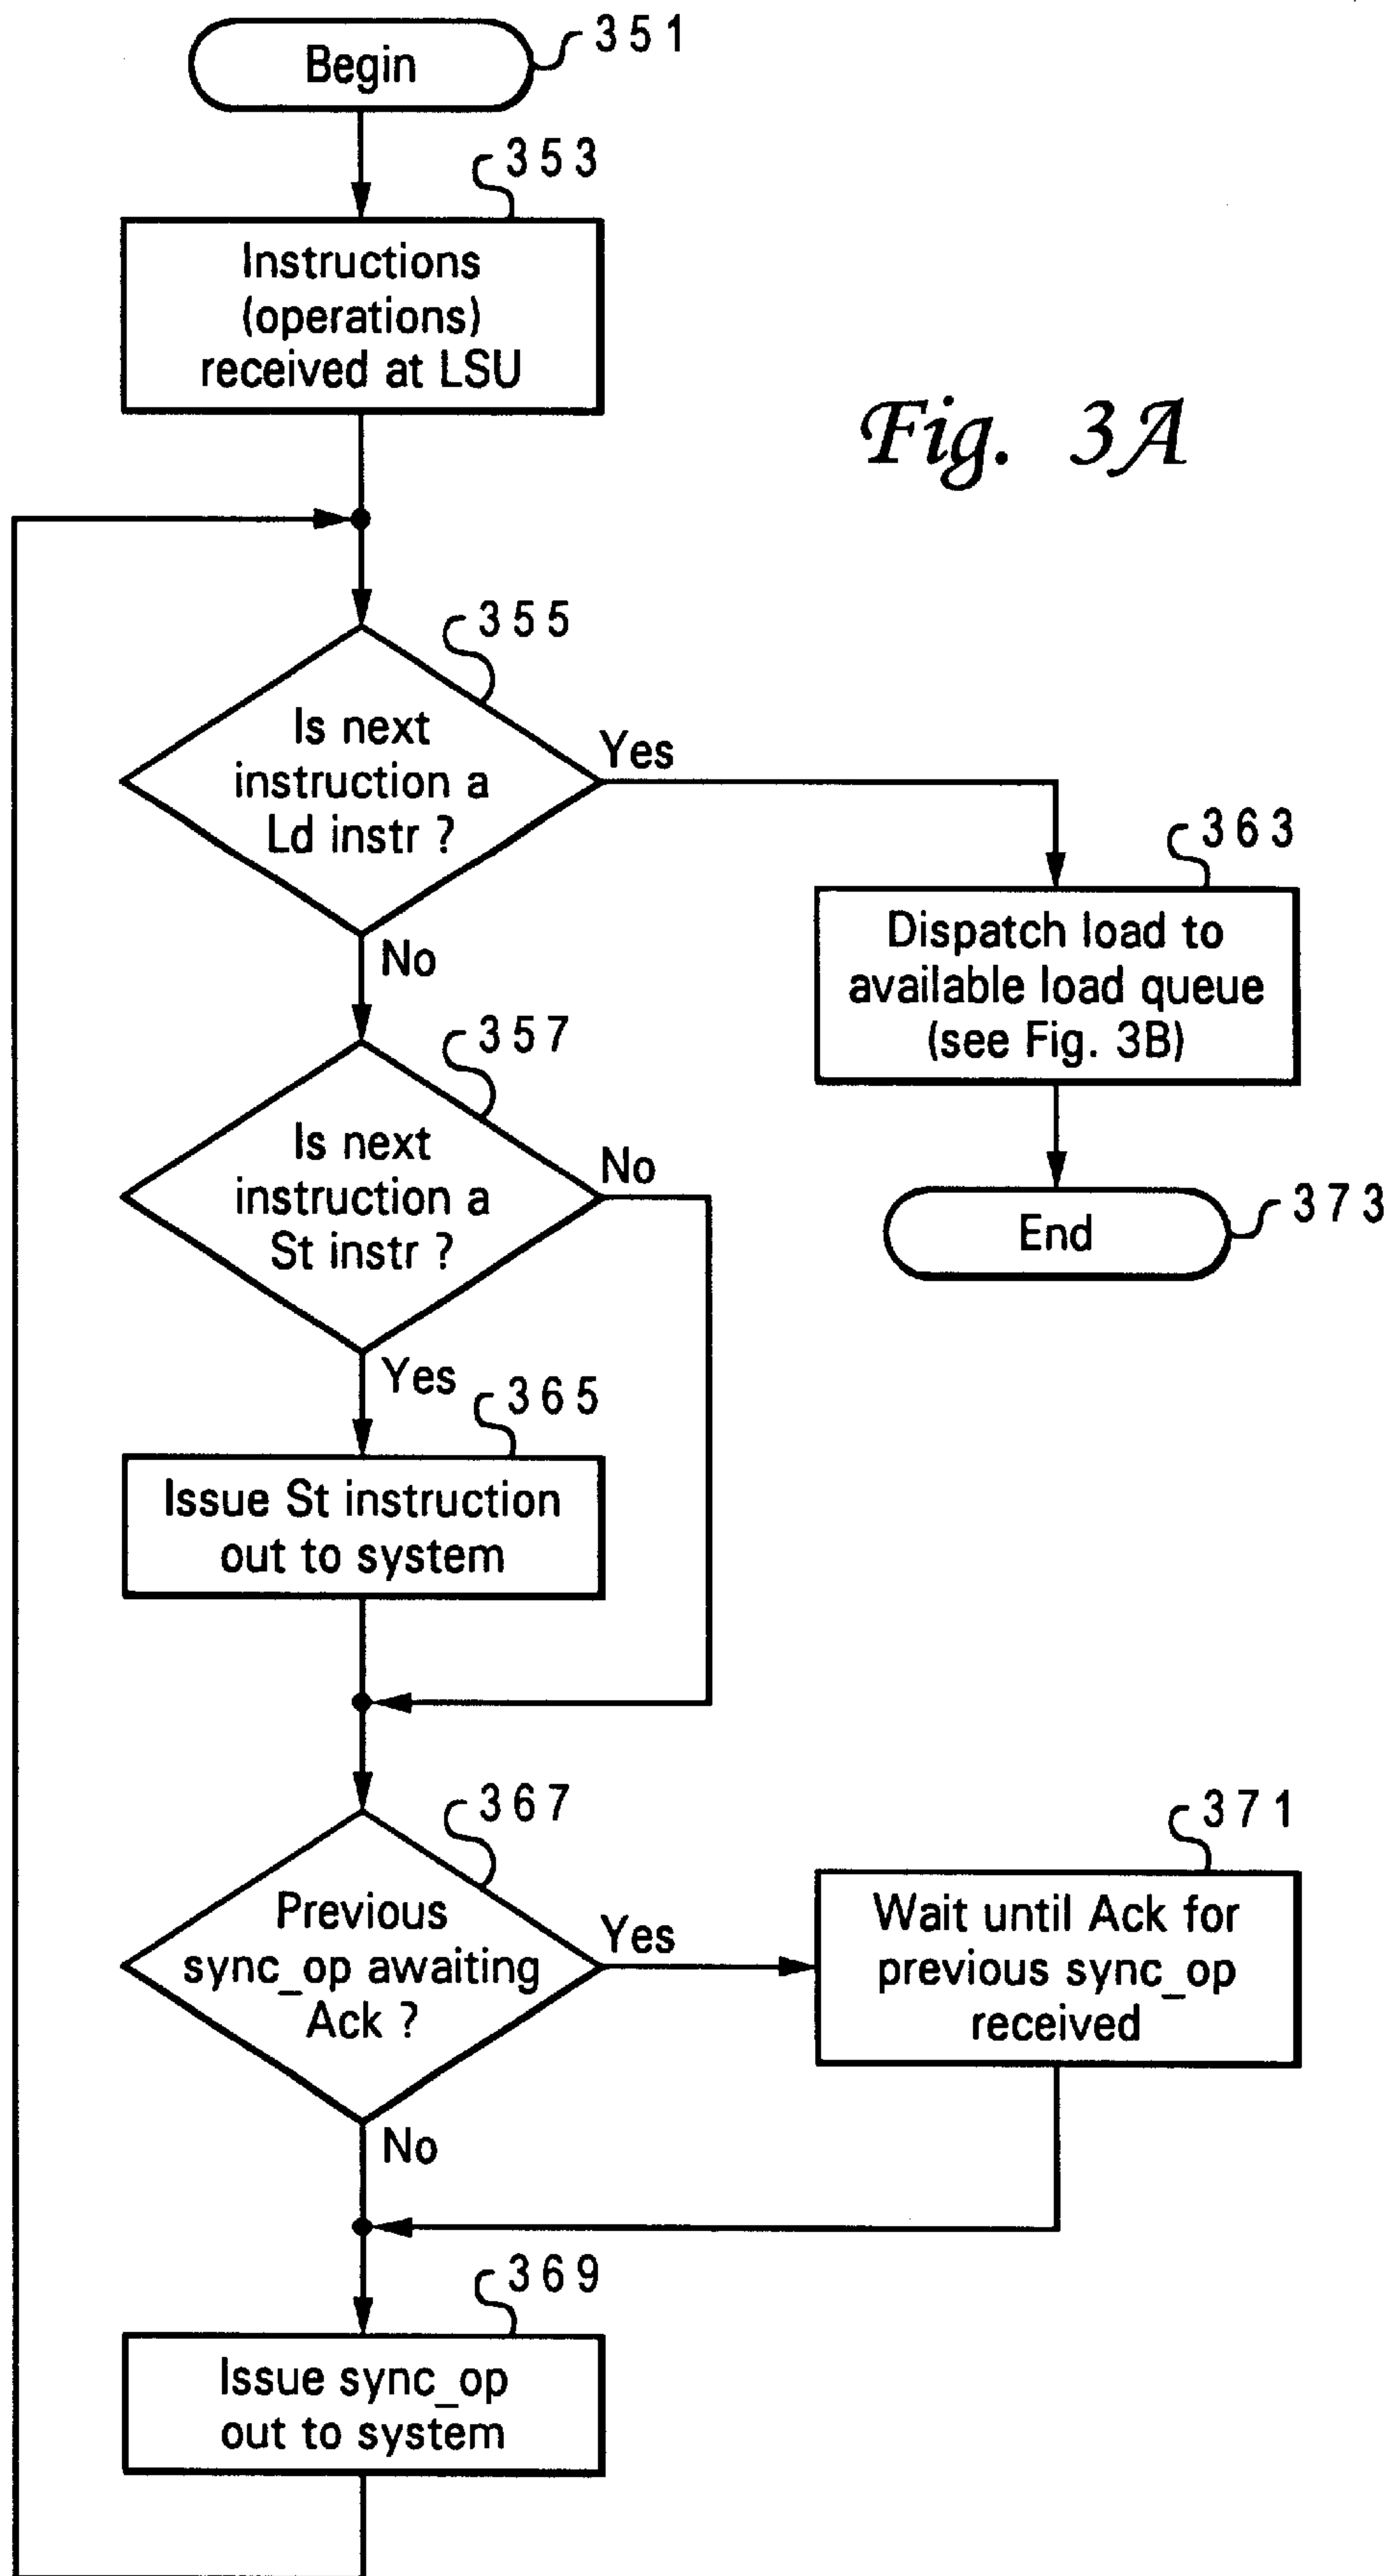 351
Begin
353
Instructions
(operations)
received at LSU
Fig. 3A
355
Is next
instruction a
Ld instr ?
Yes
No
363
Dispatch load to
available load queue
(see Fig. 3B)
357
Is next
instruction a
St instr ?
No
Yes
373
End
365
Issue St instruction
out to system
367
Previous
sync_op awaiting
Ack ?
Yes
No
371
Wait until Ack for
previous sync_op
received
369
Issue sync_op
out to system